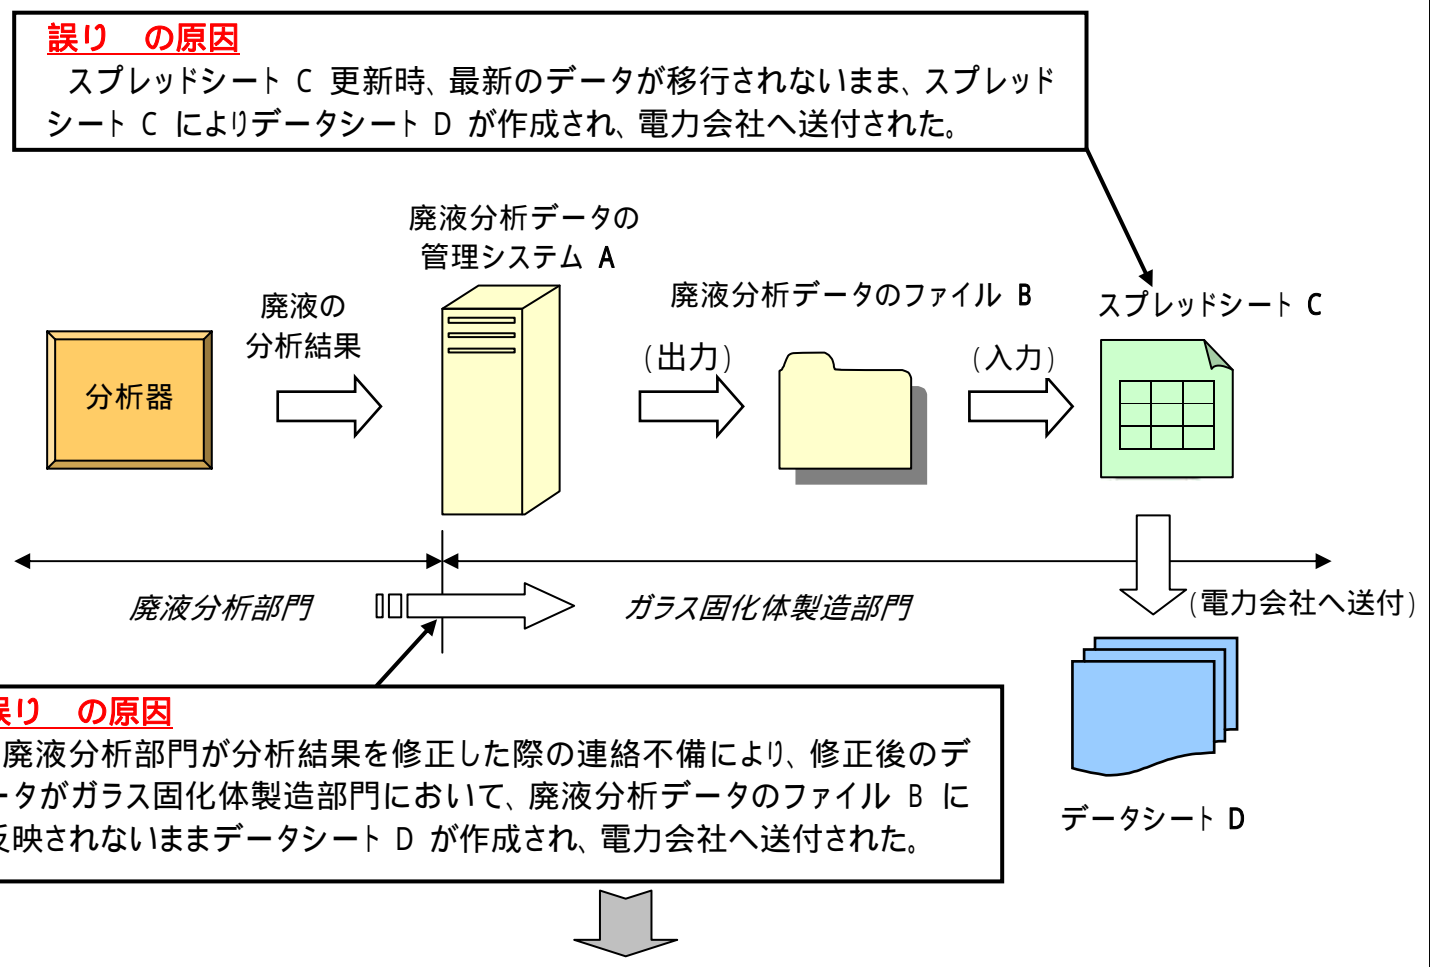 誤り の原因
スプレッドシート C 更新時、最新のデータが移行されないまま、スプレッド
シート C によりデータシート D が作成され、電力会社へ送付された。
廃液分析データの
管理システム A
廃液の
分析結果
廃液分析データのファイル B
スプレッドシート C
(出力)
(入力)
分析器
廃液分析部門
ガラス固化体製造部門
(電力会社へ送付)
誤り の原因
廃液分析部門が分析結果を修正した際の連絡不備により、修正後のデ
ータがガラス固化体製造部門において、廃液分析データのファイル B に
反映されないままデータシート D が作成され、電力会社へ送付された。
データシート D